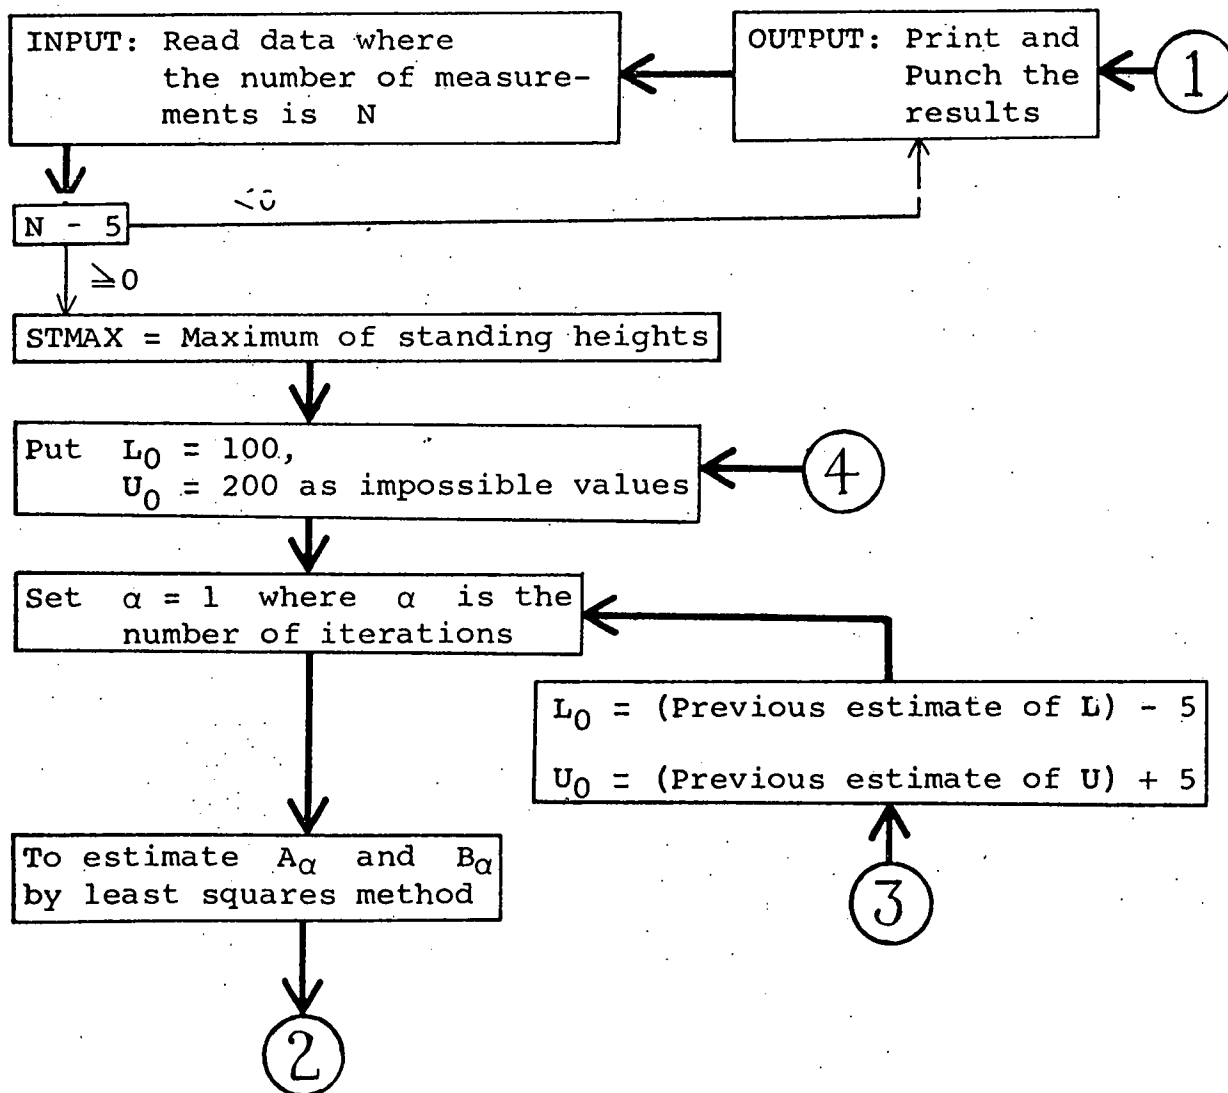 INPUT: Read data where
the number of measure-
ments is N
OUTPUT: Print and
Punch the
results
1
N - 5
<0
≧0
STMAX = Maximum of standing heights
Put L₀ = 100,
U₀ = 200 as impossible values
4
Set α = 1 where α is the
number of iterations
L₀ = (Previous estimate of L) - 5
U₀ = (Previous estimate of U) + 5
3
To estimate Aα and Bα
by least squares method
2